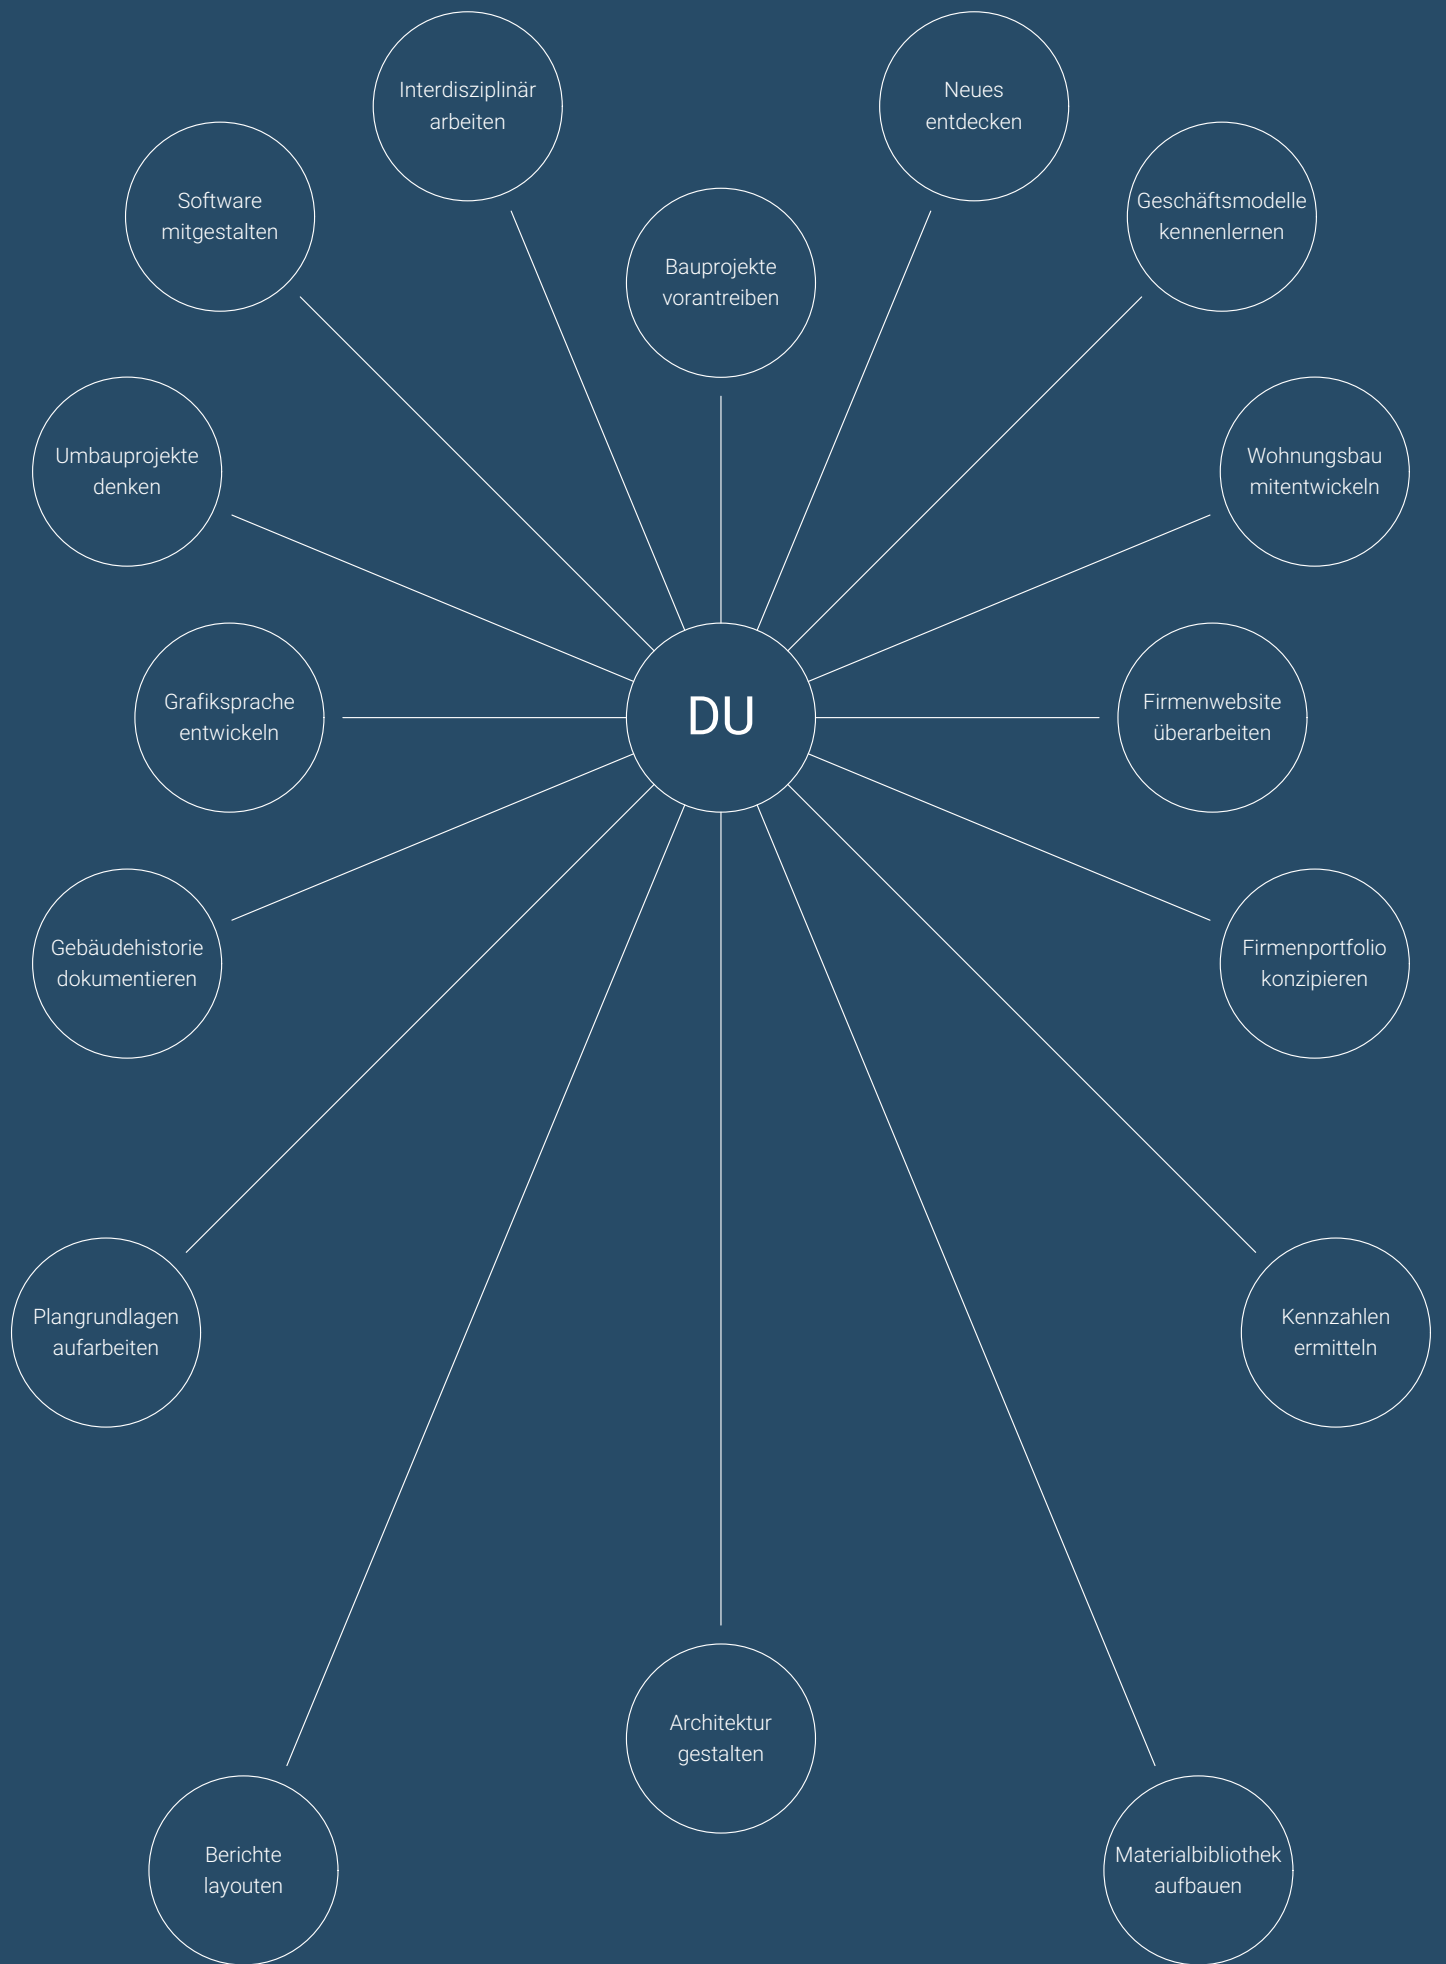 Interdisziplinär
arbeiten
Neues
entdecken
Software
mitgestalten
Geschäftsmodelle
kennenlernen
Bauprojekte
vorantreiben
Umbauprojekte
denken
Wohnungsbau
mitentwickeln
Grafiksprache
entwickeln
DU
Firmenwebsite
überarbeiten
Gebäudehistorie
dokumentieren
Firmenportfolio
konzipieren
Plangrundlagen
aufarbeiten
Kennzahlen
ermitteln
Architektur
gestalten
Berichte
layouten
Materialbibliothek
aufbauen